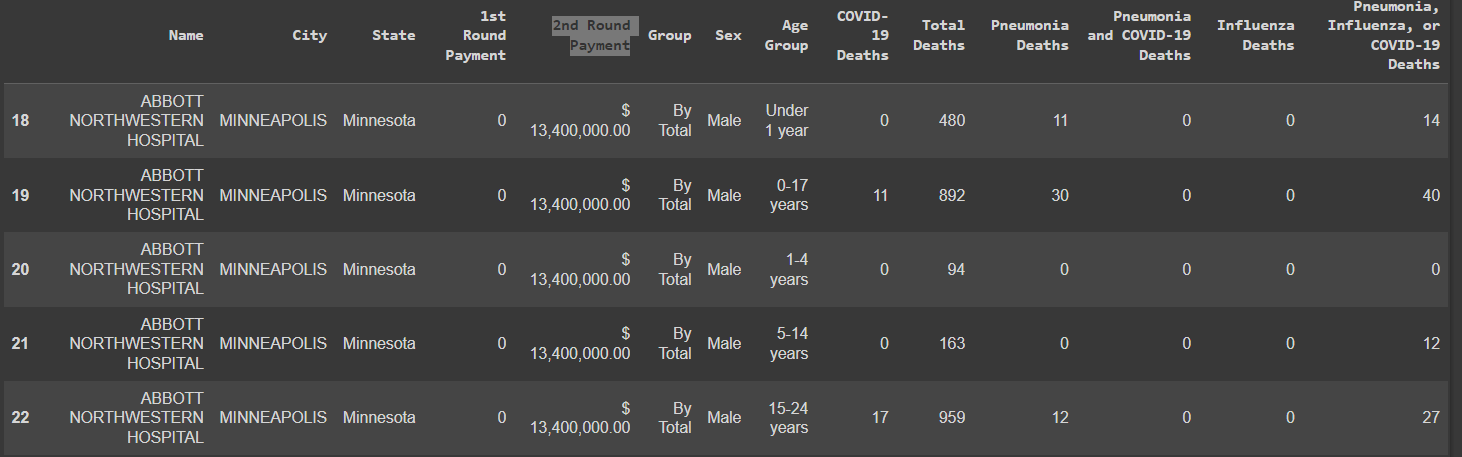 Name City State 1st Round Payment 2nd Round Payment Group Sex Age Group COVID-19 Deaths Total Deaths Pneumonia Deaths Pneumonia and COVID-19 Deaths Influenza Deaths Pneumonia, Influenza, or COVID-19 Deaths
18 ABBOTT NORTHWESTERN HOSPITAL MINNEAPOLIS Minnesota 0 $ 13,400,000.00 By Total Male Under 1 year 0 480 11 0 0 14
19 ABBOTT NORTHWESTERN HOSPITAL MINNEAPOLIS Minnesota 0 $ 13,400,000.00 By Total Male 0-17 years 11 892 30 0 0 40
20 ABBOTT NORTHWESTERN HOSPITAL MINNEAPOLIS Minnesota 0 $ 13,400,000.00 By Total Male 1-4 years 0 94 0 0 0 0
21 ABBOTT NORTHWESTERN HOSPITAL MINNEAPOLIS Minnesota 0 $ 13,400,000.00 By Total Male 5-14 years 0 163 0 0 0 12
22 ABBOTT NORTHWESTERN HOSPITAL MINNEAPOLIS Minnesota 0 $ 13,400,000.00 By Total Male 15-24 years 17 959 12 0 0 27